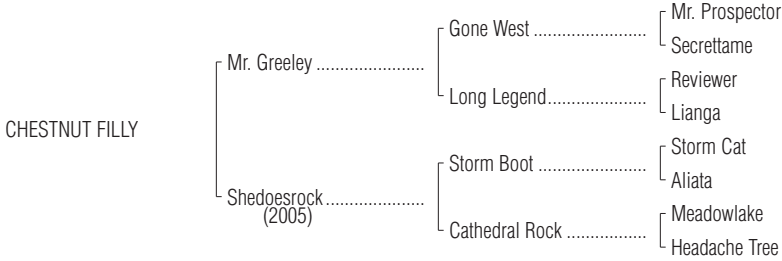 Mr. Prospector
Gone West ........................
Secrettame
Mr. Greeley .......................
Reviewer
Long Legend.....................
Lianga
CHESTNUT FILLY
Storm Cat
Storm Boot ........................
Aliata
Shedoesrock .....................
(2005)
Meadowlake
Cathedral Rock .................
Headache Tree